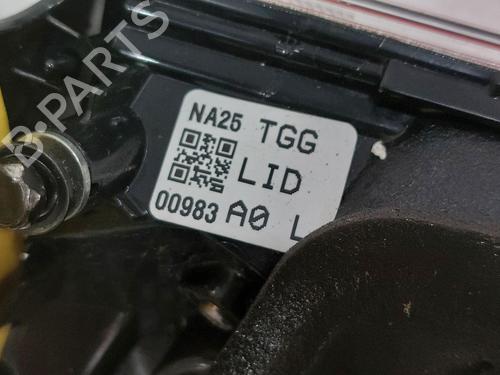 NA25 TGG
LID
00983 A0 L
B-PARTS